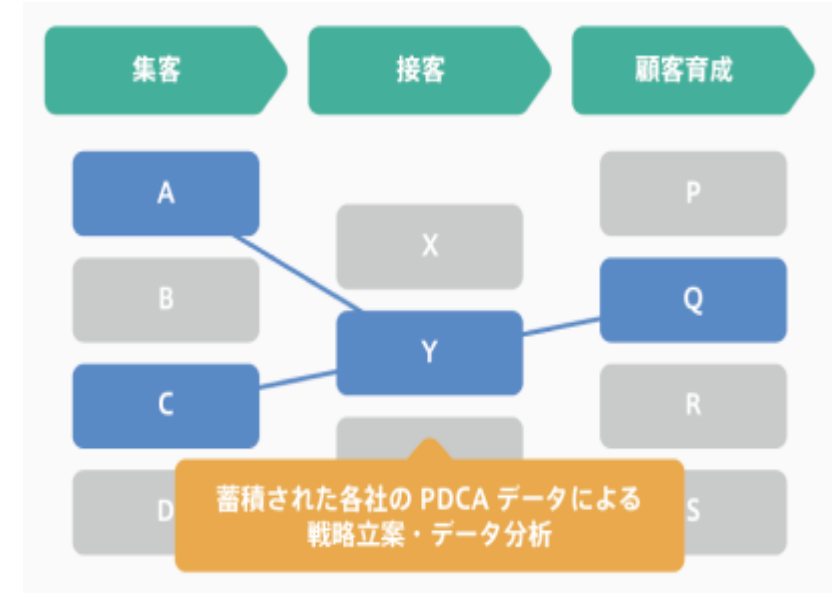 集客
接客
顧客育成
A
B
C
D
X
Y
P
Q
R
S
蓄積された各社の PDCA データによる
戦略立案・データ分析